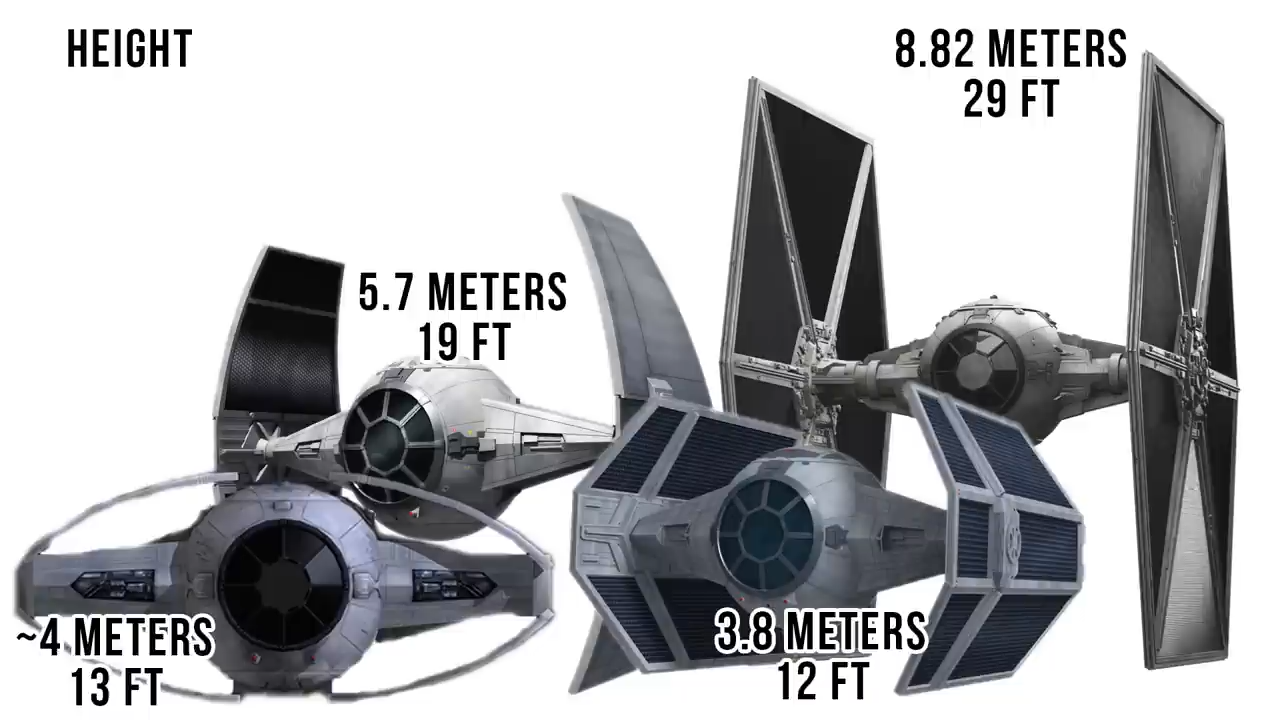 HEIGHT
8.82 METERS
29 FT
5.7 METERS
19 FT
~4 METERS
13 FT
3.8 METERS
12 FT